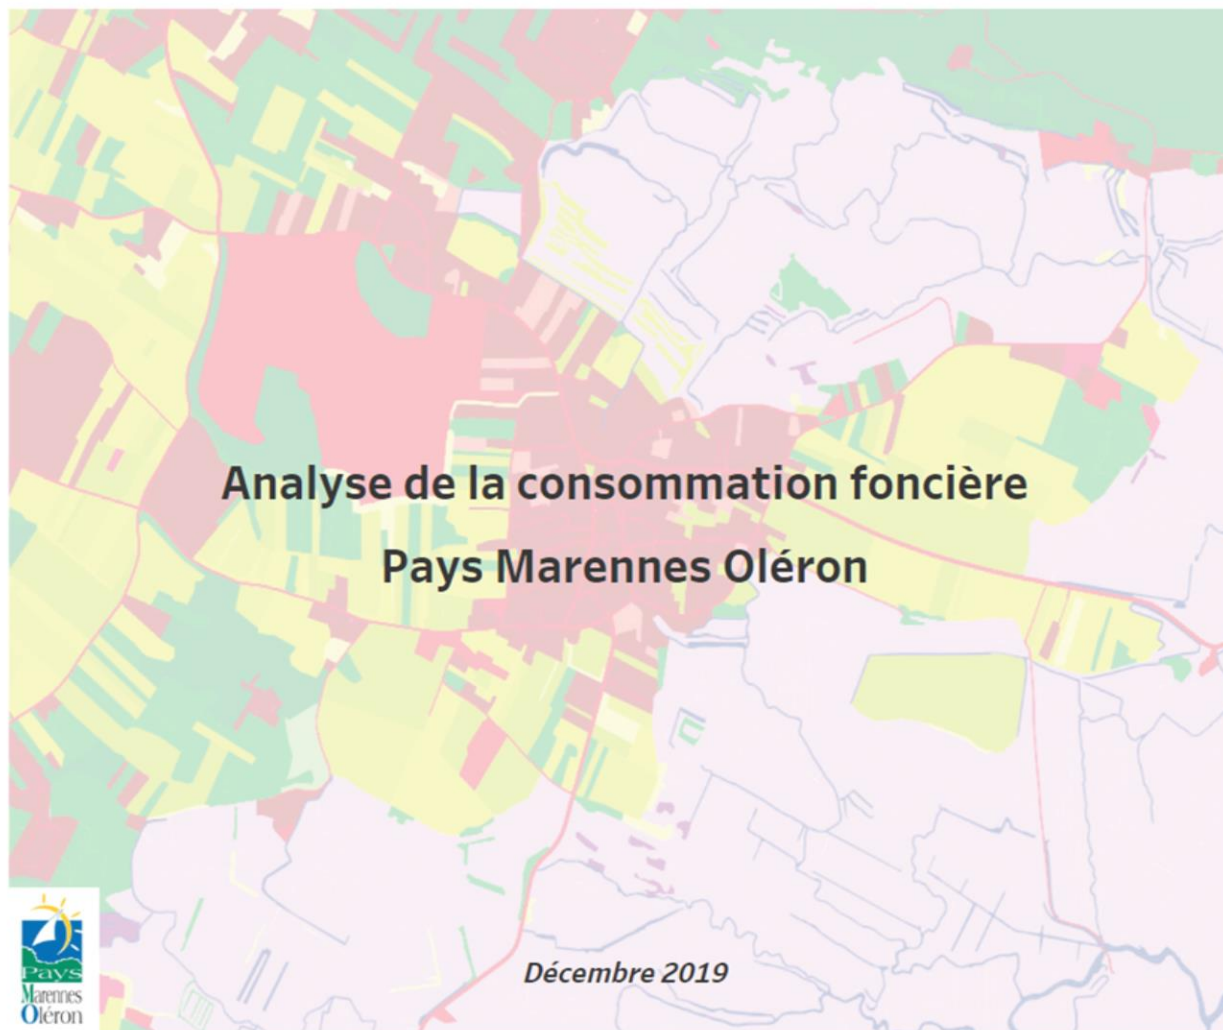 Analyse de la consommation foncière
Pays Marennes Oléron
Décembre 2019
Pays
Marennes
Oléron